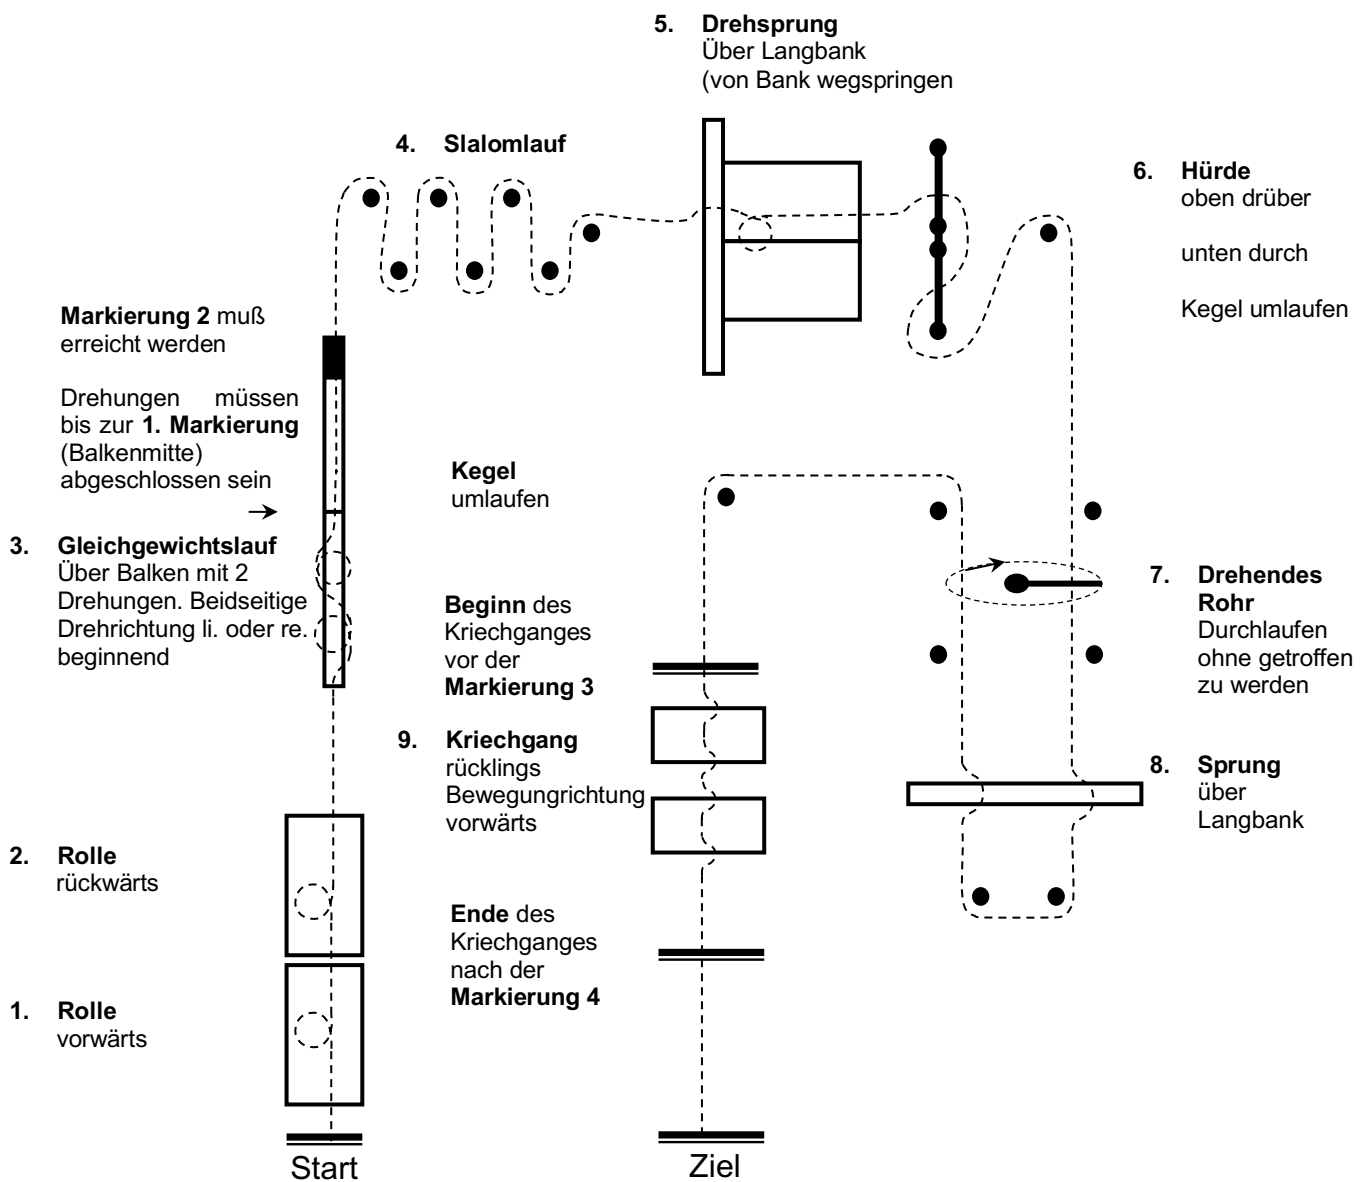 5. Drehsprung
Über Langbank
(von Bank wegspringen
4. Slalomlauf
6. Hürde
oben drüber
unten durch
Kegel umlaufen
Markierung 2 muß
erreicht werden
Drehungen müssen
bis zur 1. Markierung
(Balkenmitte)
abgeschlossen sein
Kegel
umlaufen
3. Gleichgewichtslauf
Über Balken mit 2
Drehungen. Beidseitige
Drehrichtung li. oder re.
beginnend
7. Drehendes
Rohr
Durchlaufen
ohne getroffen
zu werden
Beginn des
Kriechganges
vor der
Markierung 3
9. Kriechgang
rücklings
Bewegungrichtung
vorwärts
8. Sprung
über
Langbank
2. Rolle
rückwärts
Ende des
Kriechganges
nach der
Markierung 4
1. Rolle
vorwärts
Start
Ziel